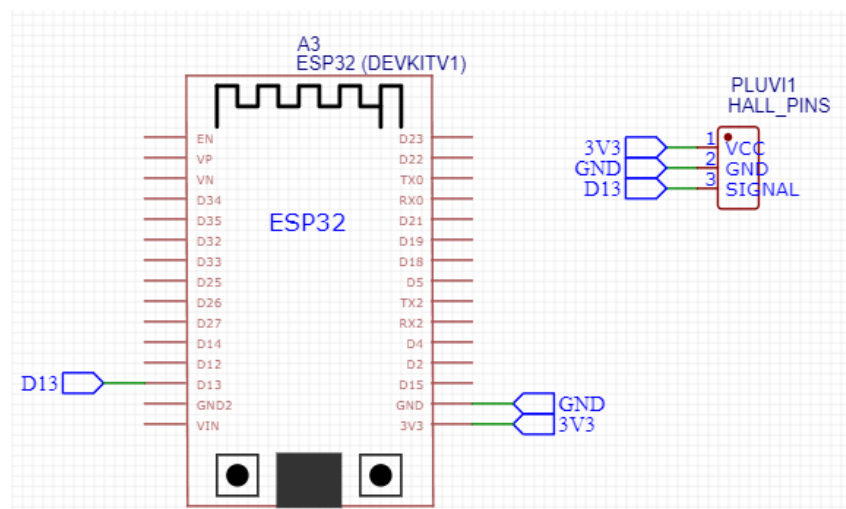 A3
ESP32 (DEVKITV1)
EN
VP
VN
D34
D35
D32
D33
D25
D26
D27
D14
D12
D13
GND2
VIN
ESP32
D23
D22
TX0
RX0
D21
D19
D18
D5
TX2
RX2
D4
D2
D15
GND
3V3
D13
GND
3V3
PLUVI1
HALL_PINS
3V3 1 VCC
GND 2 GND
D13 3 SIGNAL